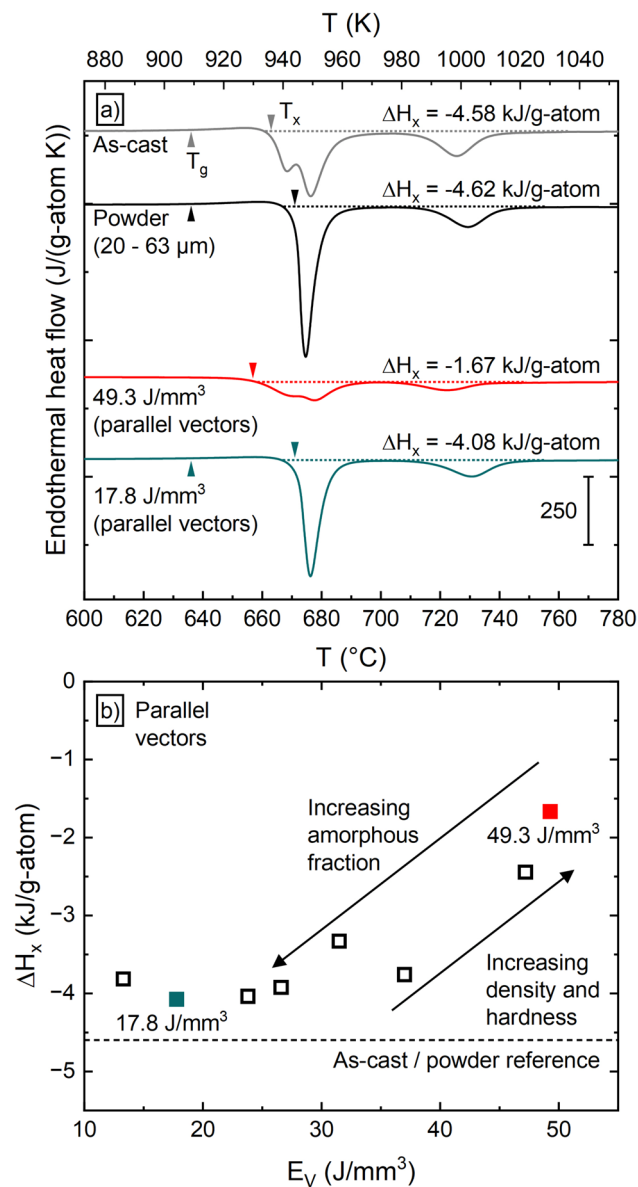 T (K)
880 900 920 940 960 980 1000 1020 1040
a)
Tₓ
ΔHₓ = -4.58 kJ/g-atom
As-cast
T_g
ΔHₓ = -4.62 kJ/g-atom
Powder
(20 - 63 µm)
ΔHₓ = -1.67 kJ/g-atom
49.3 J/mm³
(parallel vectors)
ΔHₓ = -4.08 kJ/g-atom
17.8 J/mm³
(parallel vectors)
250
Endothermal heat flow (J/(g-atom K))
600 620 640 660 680 700 720 740 760 780
T (°C)
b) Parallel
vectors
Increasing
amorphous
fraction
49.3 J/mm³
Increasing
density and
hardness
17.8 J/mm³
As-cast / powder reference
0
−1
−2
−3
−4
−5
ΔHₓ (kJ/g-atom)
10 20 30 40 50
E_V (J/mm³)